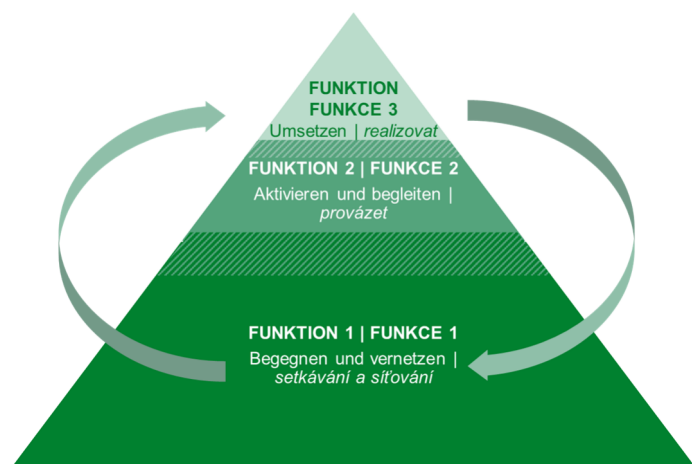 FUNKTION
FUNKCE 3
Umsetzen | realizovat
FUNKTION 2 | FUNKCE 2
Aktivieren und begleiten |
provázet
FUNKTION 1 | FUNKCE 1
Begegnen und vernetzen |
setkávání a síťování